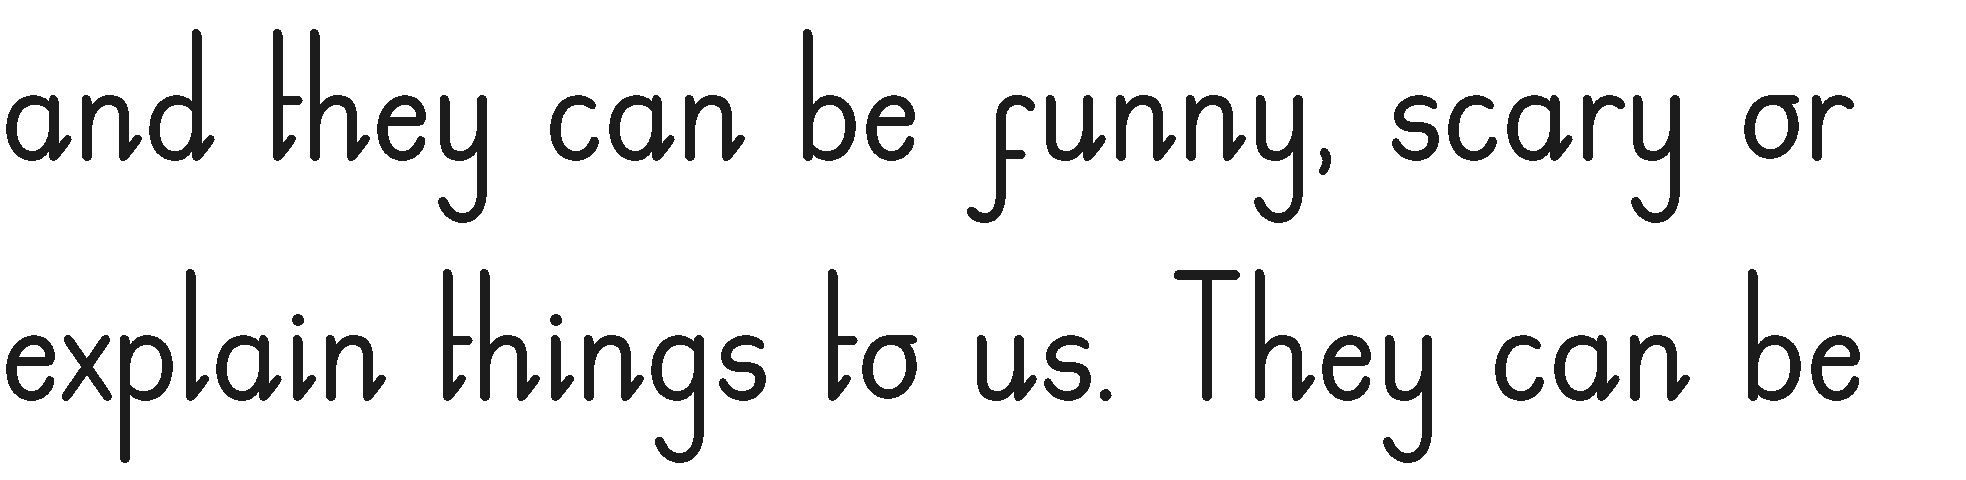 and they can be funny, scary or
explain things to us. They can be